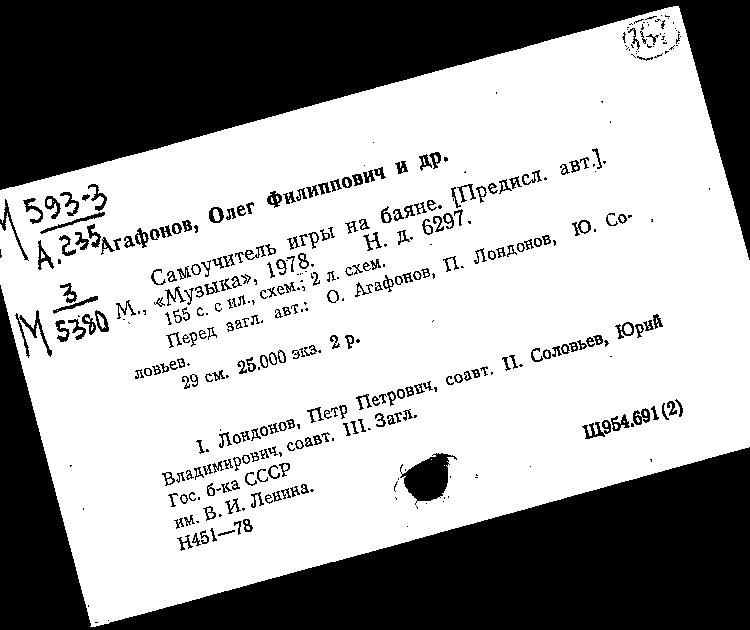 367
М 593-3
А.235
Агафонов, Олег Филиппович и др.
Самоучитель игры на баяне. [Предисл. авт.].
М., «Музыка», 1978. Н. д. 6297.
М 3
5380
155 с. с ил., схем.; 2 л. схем.
Перед загл. авт.: О. Агафонов, П. Лондонов, Ю. Со-
ловьев.
29 см. 25.000 экз. 2 р.
I. Лондонов, Петр Петрович, соавт. II. Соловьев, Юрий
Владимирович, соавт. III. Загл.
Гос. б-ка СССР
им. В. И. Ленина.
Н451—78
Щ954.691(2)